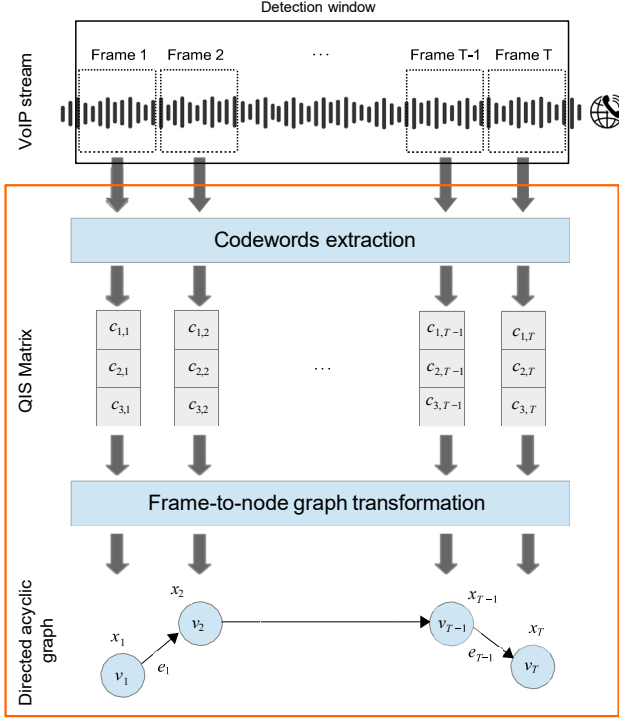 Detection window
Frame 1 Frame 2 ... Frame T-1 Frame T
VoIP stream
Codewords extraction
QIS Matrix
c1,1 c1,2 c1,T−1 c1,T
c2,1 c2,2 ... c2,T−1 c2,T
c3,1 c3,2 c3,T−1 c3,T
Frame-to-node graph transformation
Directed acyclic
graph
x2 xT−1
v2 vT−1
x1 xT
e1 eT−1
v1 vT